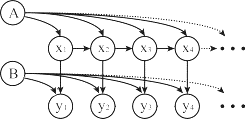 A
x1 x2 x3 x4 •••
B
y1 y2 y3 y4 •••